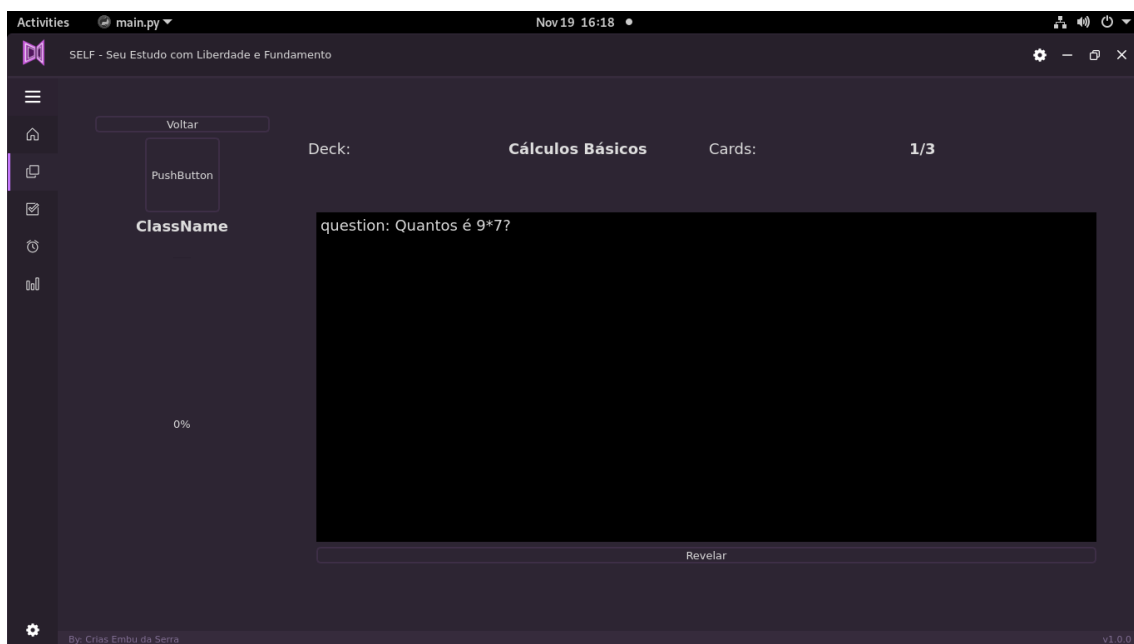 Activities main.py Nov 19 16:18
SELF - Seu Estudo com Liberdade e Fundamento
Voltar
PushButton
ClassName
0%
Deck: Cálculos Básicos Cards: 1/3
question: Quantos é 9*7?
Revelar
By: Crias Embu da Serra v1.0.0